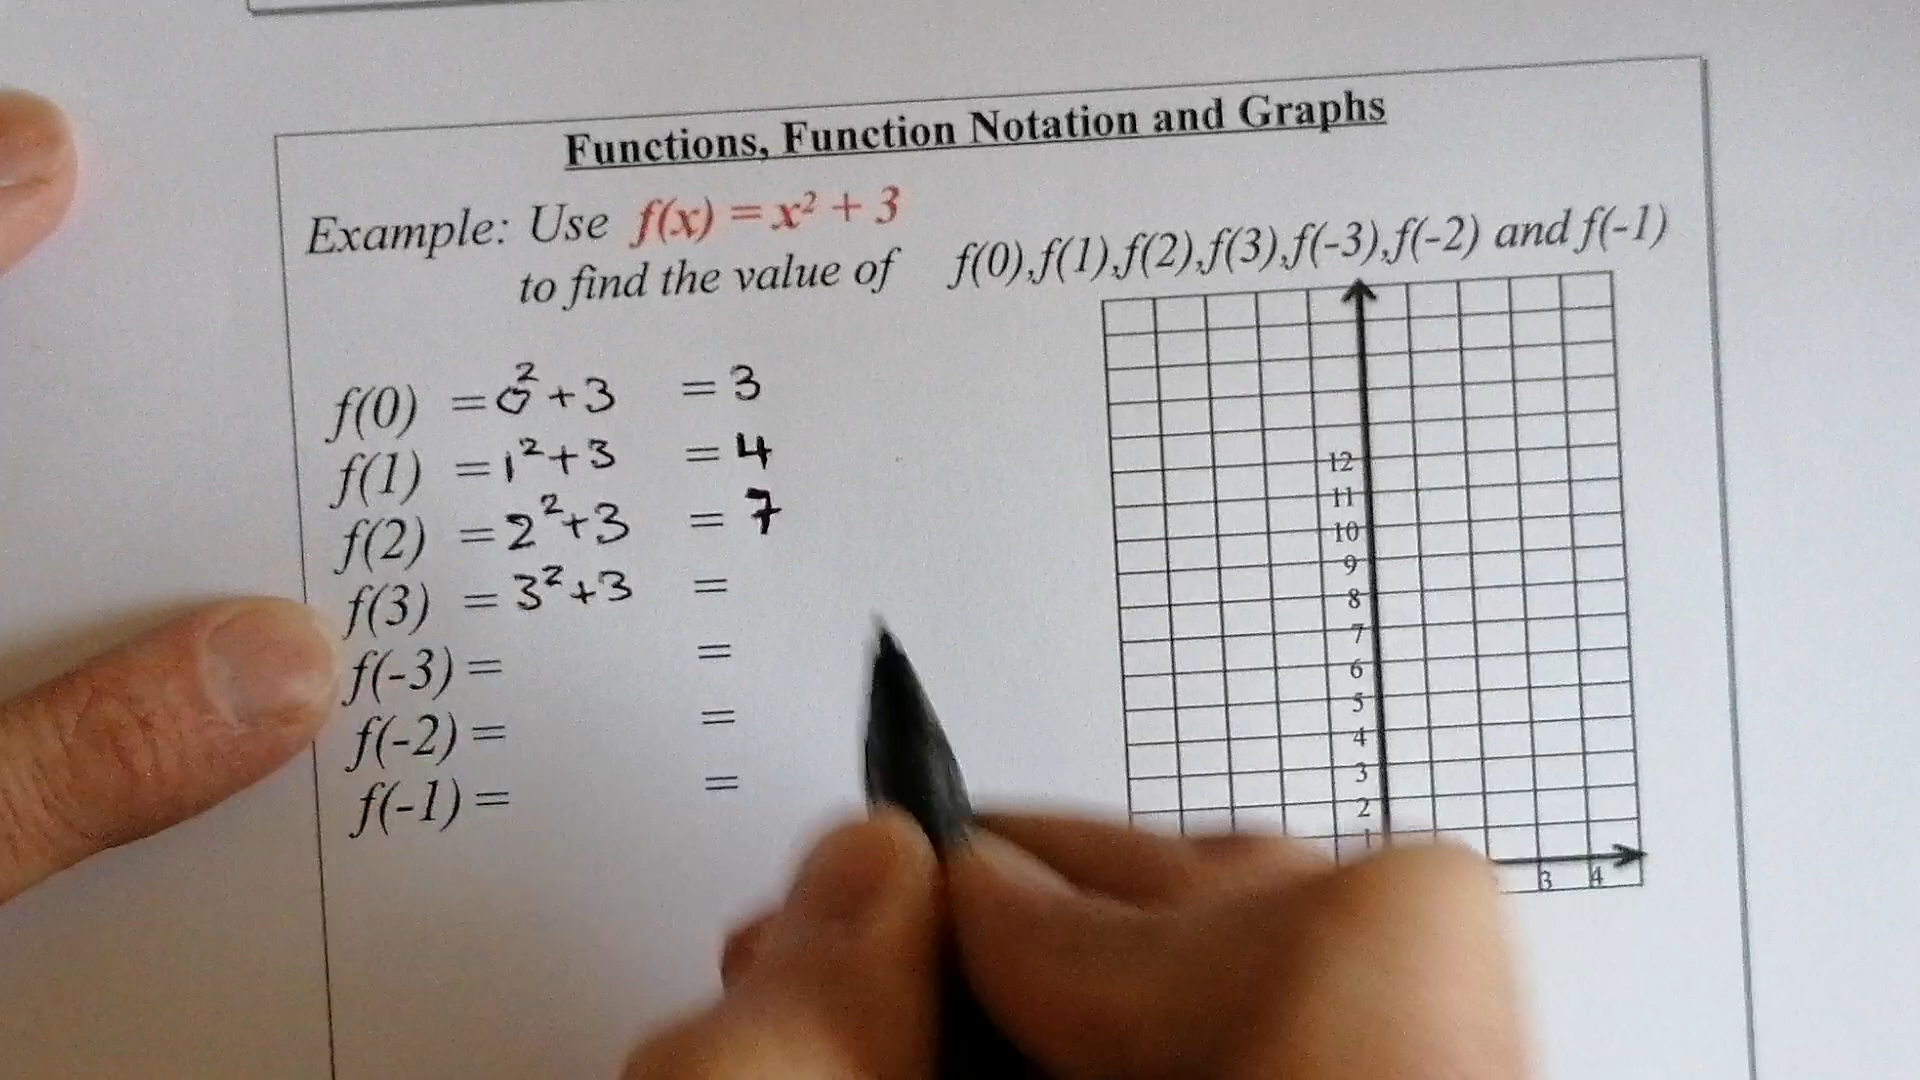 Functions, Function Notation and Graphs
Example: Use f(x) = x² + 3
to find the value of f(0),f(1),f(2),f(3),f(-3),f(-2) and f(-1)
f(0) = 0² + 3 = 3
f(1) = 1² + 3 = 4
f(2) = 2² + 3 = 7
f(3) = 3² + 3 =
f(-3) = =
f(-2) = =
f(-1) = =
12
11
10
9
8
7
6
5
4
3
2
1
3 4